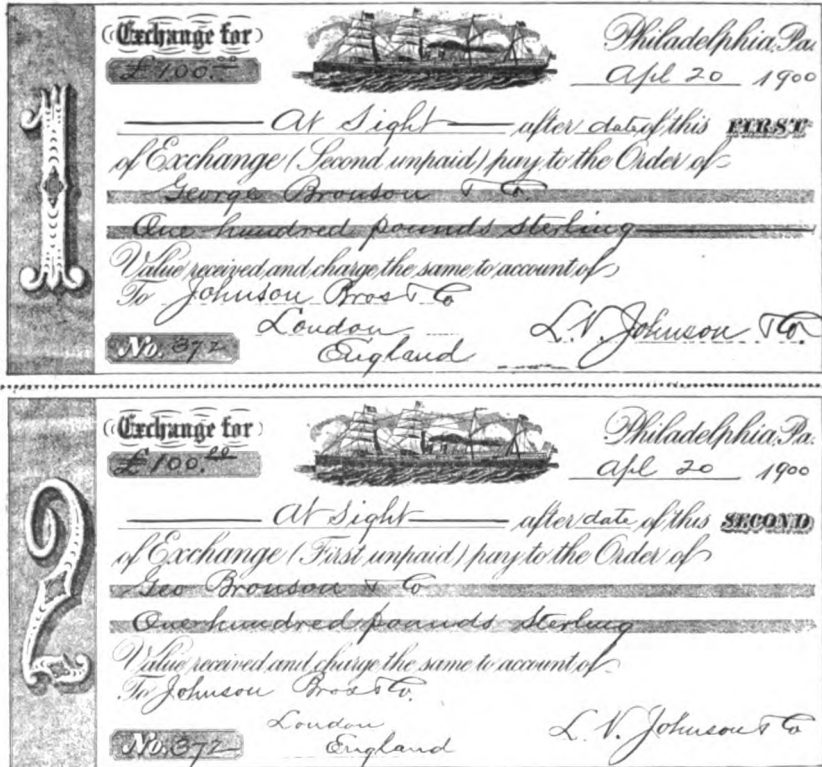 1
Exchange for
£100.00
Philadelphia, Pa.
Apl 20 1900
At Sight after date of this FIRST
of Exchange (Second unpaid) pay to the Order of
George Bronson & Co.
One hundred pounds sterling
Value received and charge the same to account of
To Johnson Bros & Co
London
England
No. 372
L. V. Johnson & Co.
2
Exchange for
£100.00
Philadelphia, Pa.
Apl 20 1900
At Sight after date of this SECOND
of Exchange (First unpaid) pay to the Order of
Geo Bronson & Co
One hundred pounds Sterling
Value received and charge the same to account of
To Johnson Bros & Co.
London
England
No. 372
L. V. Johnson & Co